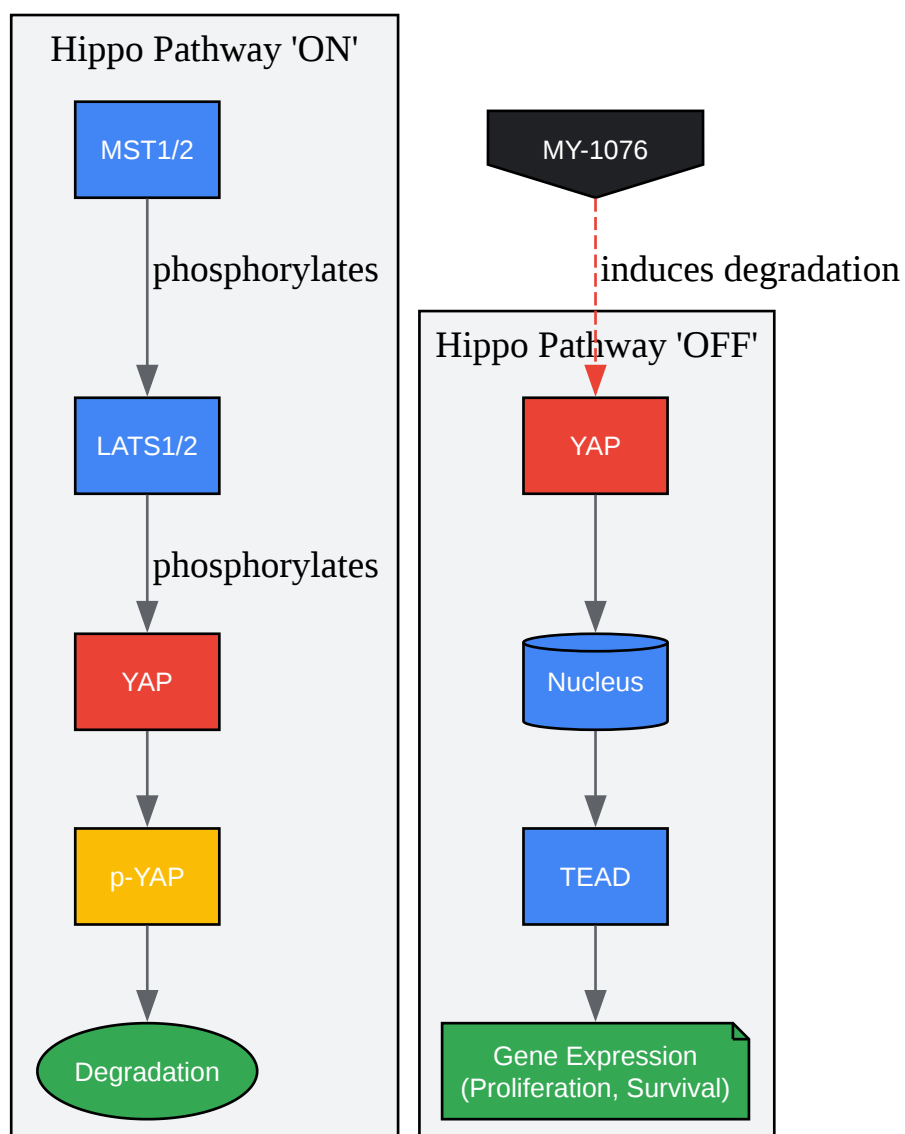 Hippo Pathway 'ON'
MST1/2
phosphorylates
LATS1/2
phosphorylates
YAP
p-YAP
Degradation
MY-1076
induces degradation
Hippo Pathway 'OFF'
YAP
Nucleus
TEAD
Gene Expression
(Proliferation, Survival)